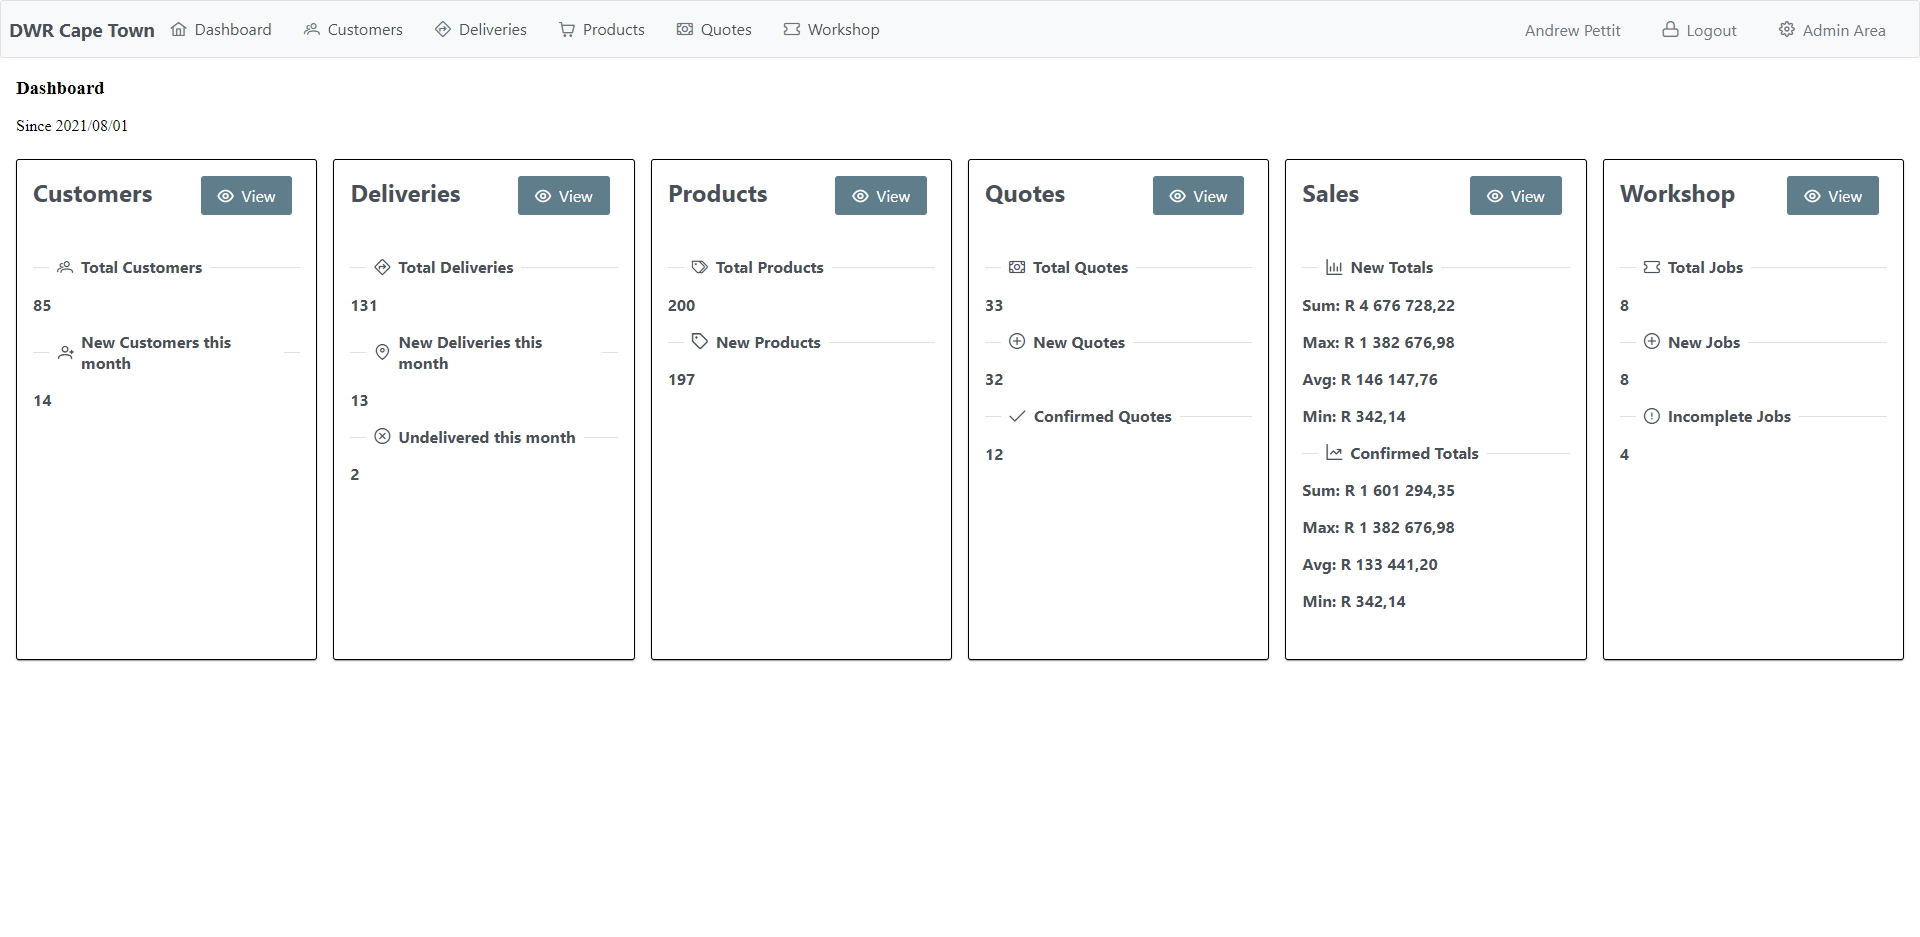 DWR Cape Town Dashboard Customers Deliveries Products Quotes Workshop Andrew Pettit Logout Admin Area
Dashboard
Since 2021/08/01
Customers View
Total Customers
85
New Customers this
month
14
Deliveries View
Total Deliveries
131
New Deliveries this
month
13
Undelivered this month
2
Products View
Total Products
200
New Products
197
Quotes View
Total Quotes
33
New Quotes
32
Confirmed Quotes
12
Sales View
New Totals
Sum: R 4 676 728,22
Max: R 1 382 676,98
Avg: R 146 147,76
Min: R 342,14
Confirmed Totals
Sum: R 1 601 294,35
Max: R 1 382 676,98
Avg: R 133 441,20
Min: R 342,14
Workshop View
Total Jobs
8
New Jobs
8
Incomplete Jobs
4